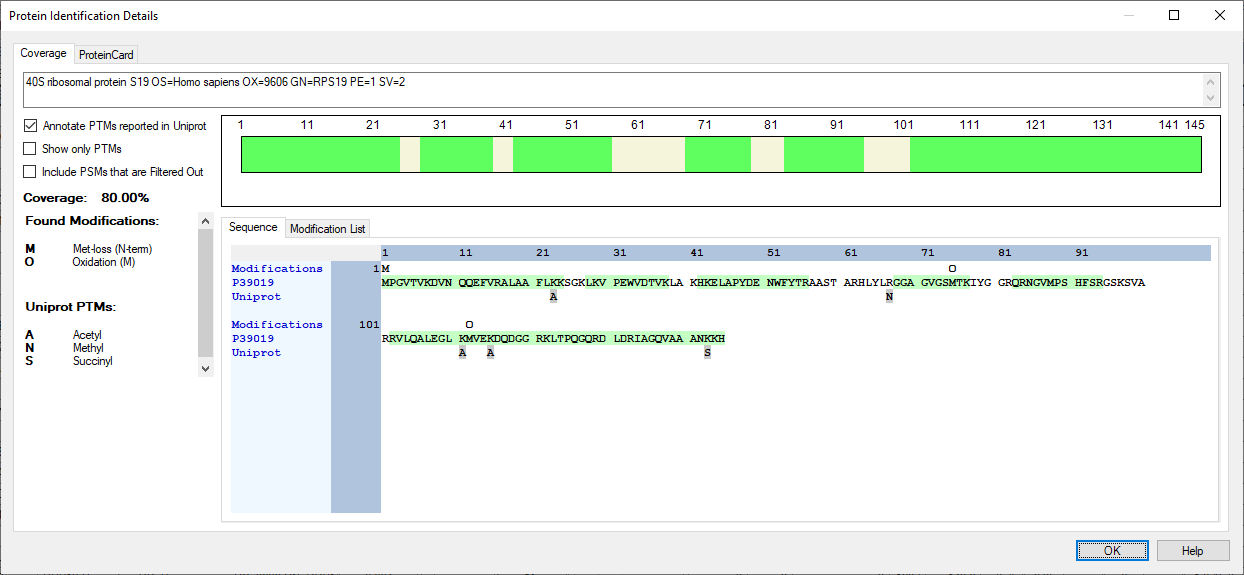 Protein Identification Details
Coverage ProteinCard
40S ribosomal protein S19 OS=Homo sapiens OX=9606 GN=RPS19 PE=1 SV=2
Annotate PTMs reported in Uniprot
Show only PTMs
Include PSMs that are Filtered Out
Coverage: 80.00%
1 11 21 31 41 51 61 71 81 91 101 111 121 131 141 145
Found Modifications:
M Met-loss (N-term)
O Oxidation (M)
Uniprot PTMs:
A Acetyl
N Methyl
S Succinyl
Sequence Modification List
1 11 21 31 41 51 61 71 81 91
Modifications 1 M O
P39019 MPGVTVKDVN QQEFVRALAA FLKKSGKLKV PEWVDTVKLA KHKELAPYDE NWFYTRAAST ARHLYLRGGA GVGSMTKIYG GRQRNGVMPS HFSRGSKSVA
Uniprot A N
Modifications 101 O
P39019 RRVLQALEGL KMVEKDQDGG RKLTPQGQRD LDRIAGQVAA ANKKH
Uniprot A A S
OK Help